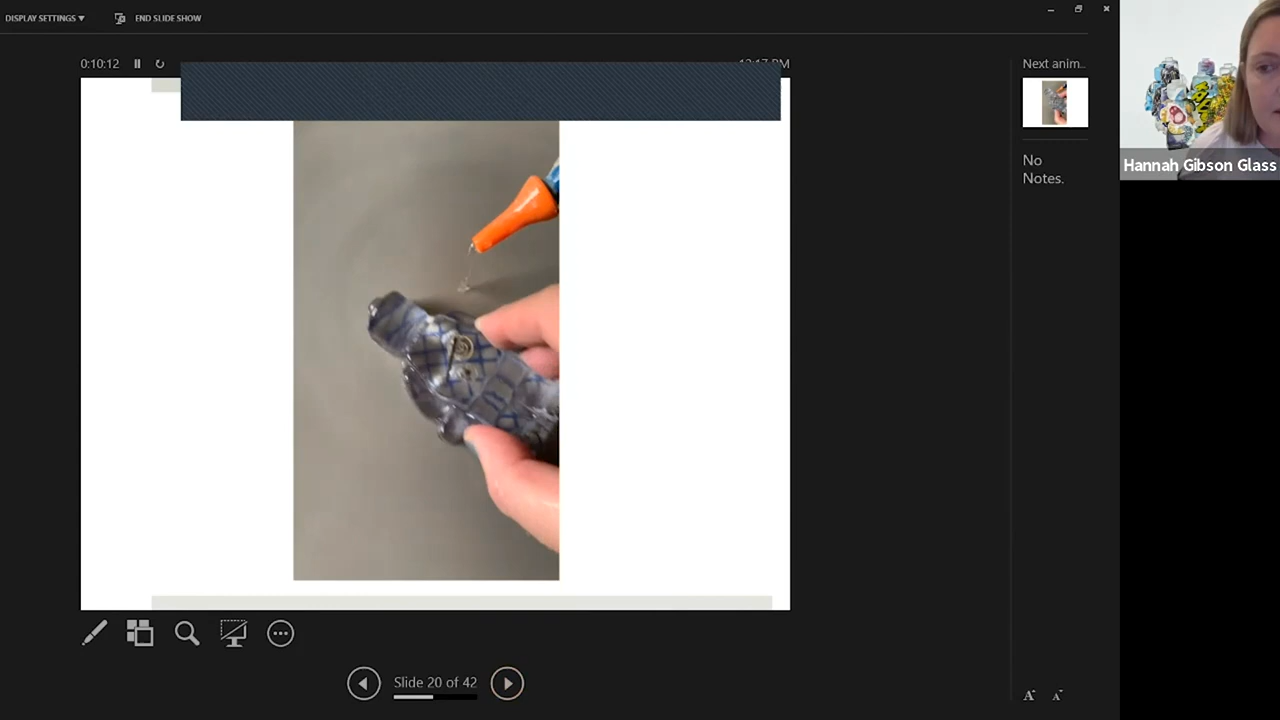 DISPLAY SETTINGS ▾ END SLIDE SHOW
0:10:12
Next anim..
No
Notes.
Hannah Gibson Glass
Slide 20 of 42
A A